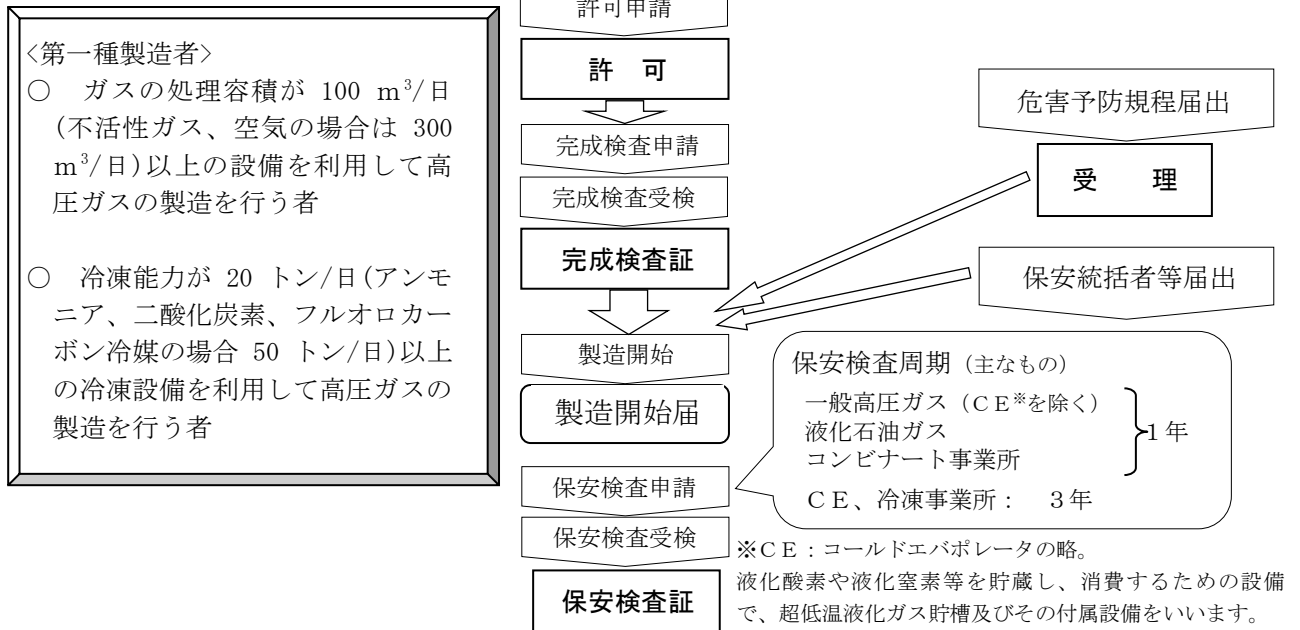 <第一種製造者>
○　ガスの処理容積が 100 m³/日
(不活性ガス、空気の場合は 300
m³/日)以上の設備を利用して高
圧ガスの製造を行う者
○　冷凍能力が 20 トン/日(アンモ
ニア、二酸化炭素、フルオロカー
ボン冷媒の場合 50 トン/日)以上
の冷凍設備を利用して高圧ガスの
製造を行う者
許可申請
許　可
完成検査申請
完成検査受検
完成検査証
製造開始
製造開始届
保安検査申請
保安検査受検
保安検査証
危害予防規程届出
受　理
保安統括者等届出
保安検査周期（主なもの）
一般高圧ガス（ＣＥ※を除く）
液化石油ガス
コンビナート事業所
１年
ＣＥ、冷凍事業所：　３年
※ＣＥ：コールドエバポレータの略。
液化酸素や液化窒素等を貯蔵し、消費するための設備
で、超低温液化ガス貯槽及びその付属設備をいいます。